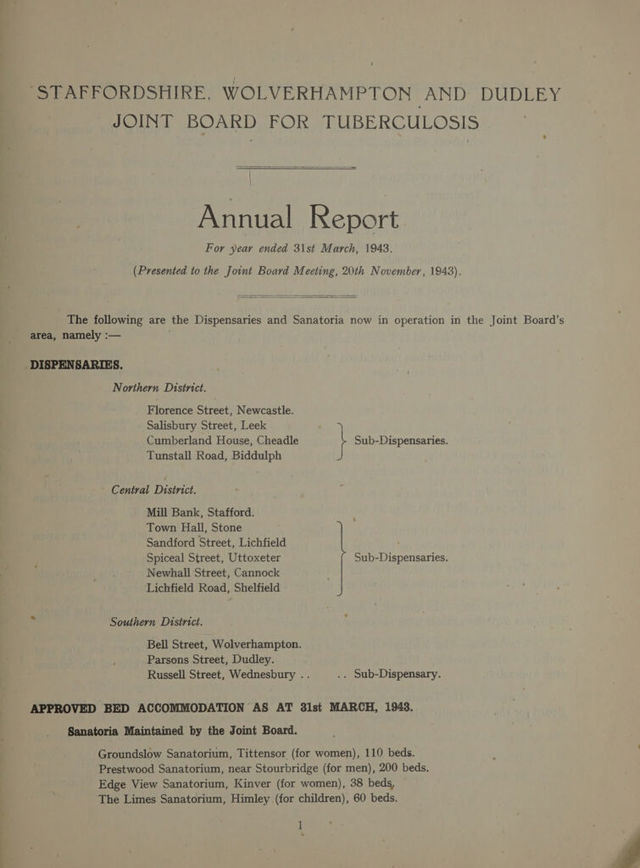 STAFFORDSHIRE, WOLVERHAMPTON AND DUDLEY
JOINT BOARD FOR TUBERCULOSIS
Annual Report
For year ended 31st March, 1943.
(Presented to the Joint Board Meeting, 20th November, 1943).
The following are the Dispensaries and Sanatoria now in operation in the Joint Board's
area, namely :—
DISPENSARIES.
Northern District.
Florence Street, Newcastle.
Salisbury Street, Leek
Cumberland House, Cheadle } Sub-Dispensaries.
Tunstall Road, Biddulph
Central District.
Mill Bank, Stafford.
Town Hall, Stone
Sandford Street, Lichfield
Spiceal Street, Uttoxeter } Sub-Dispensaries.
Newhall Street, Cannock
Lichfield Road, Shelfield
Southern District.
Bell Street, Wolverhampton.
Parsons Street, Dudley.
Russell Street, Wednesbury .. .. Sub-Dispensary.
APPROVED BED ACCOMMODATION AS AT 31st MARCH, 1943.
Sanatoria Maintained by the Joint Board.
Groundslow Sanatorium, Tittensor (for women), 110 beds.
Prestwood Sanatorium, near Stourbridge (for men), 200 beds.
Edge View Sanatorium, Kinver (for women), 38 beds,
The Limes Sanatorium, Himley (for children), 60 beds.
1